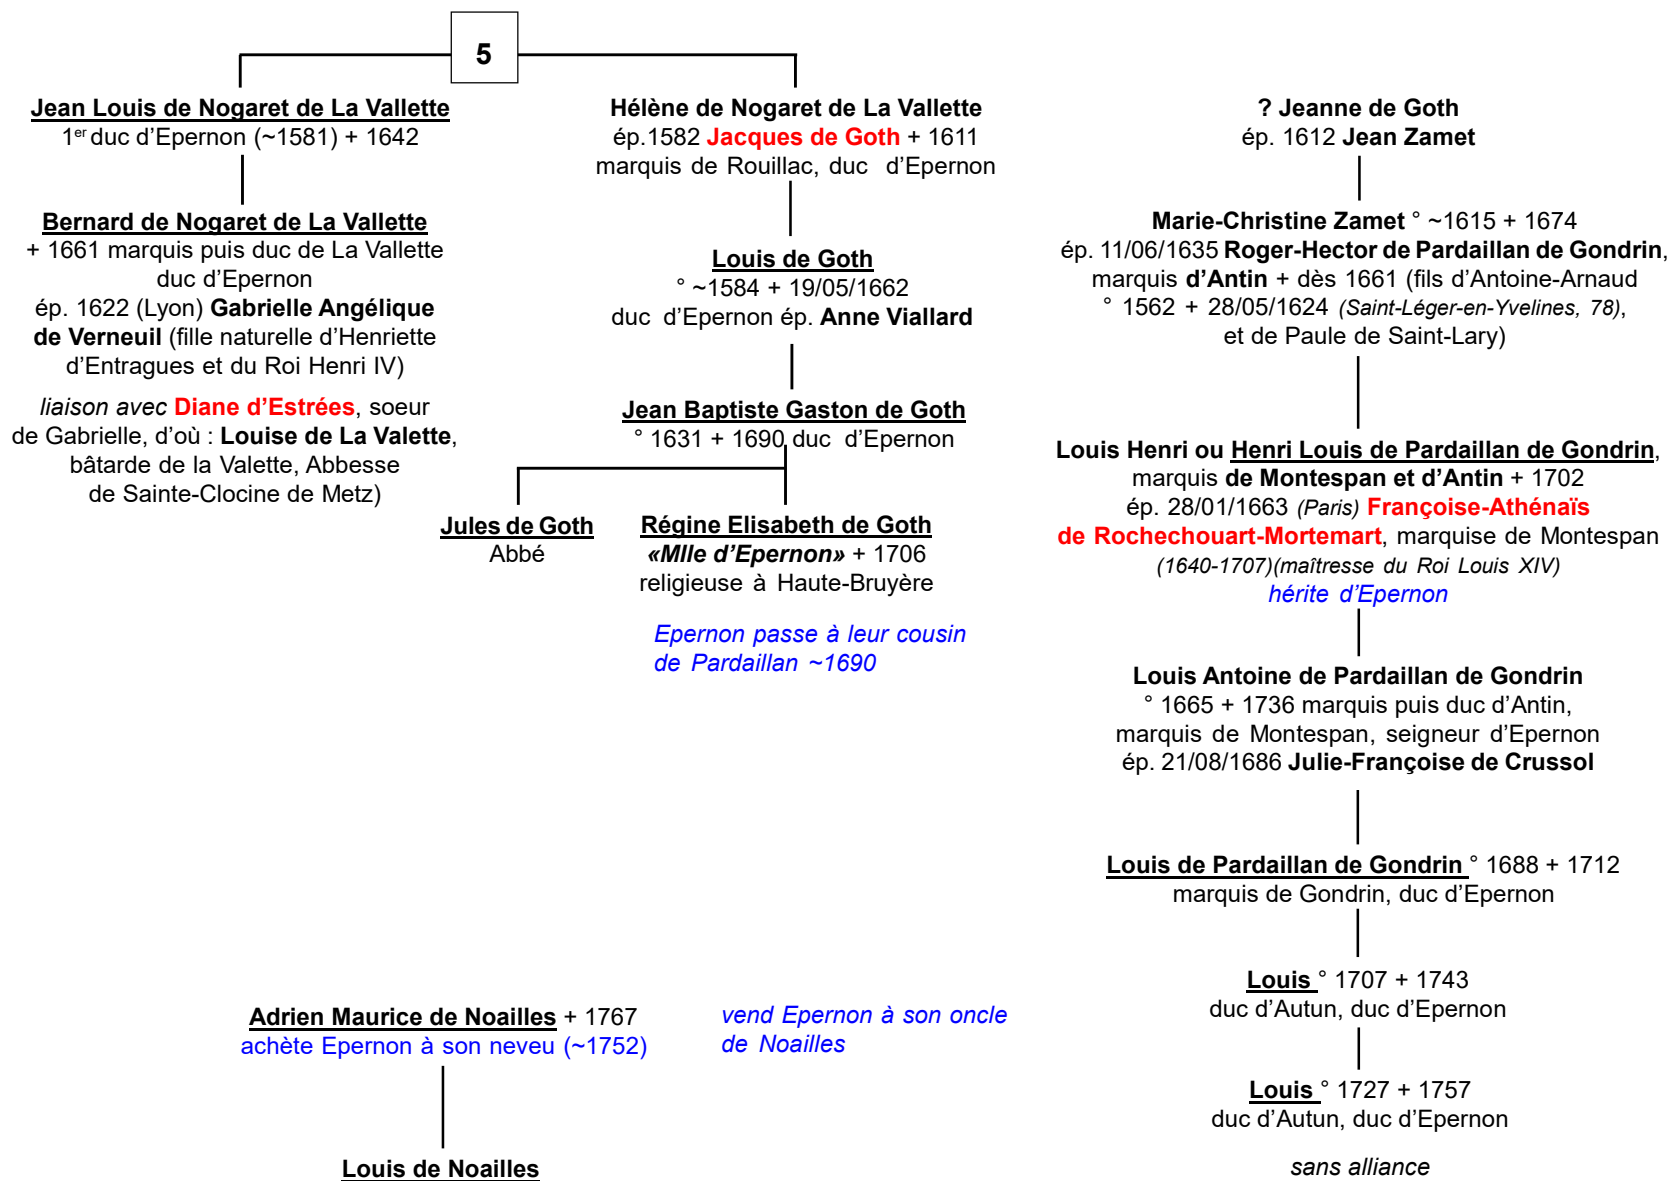 5
Jean Louis de Nogaret de La Vallette
1er duc d’Epernon (~1581) + 1642
Bernard de Nogaret de La Vallette
+ 1661 marquis puis duc de La Vallette
duc d’Epernon
ép. 1622 (Lyon) Gabrielle Angélique
de Verneuil (fille naturelle d’Henriette
d’Entragues et du Roi Henri IV)
liaison avec Diane d’Estrées, soeur
de Gabrielle, d’où : Louise de La Valette,
bâtarde de la Valette, Abbesse
de Sainte-Clocine de Metz)
Hélène de Nogaret de La Vallette
ép.1582 Jacques de Goth + 1611
marquis de Rouillac, duc d’Epernon
Louis de Goth
° ~1584 + 19/05/1662
duc d’Epernon ép. Anne Viallard
Jean Baptiste Gaston de Goth
° 1631 + 1690 duc d’Epernon
Jules de Goth
Abbé
Régine Elisabeth de Goth
«Mlle d’Epernon» + 1706
religieuse à Haute-Bruyère
Epernon passe à leur cousin
de Pardaillan ~1690
? Jeanne de Goth
ép. 1612 Jean Zamet
Marie-Christine Zamet ° ~1615 + 1674
ép. 11/06/1635 Roger-Hector de Pardaillan de Gondrin,
marquis d’Antin + dès 1661 (fils d’Antoine-Arnaud
° 1562 + 28/05/1624 (Saint-Léger-en-Yvelines, 78),
et de Paule de Saint-Lary)
Louis Henri ou Henri Louis de Pardaillan de Gondrin,
marquis de Montespan et d’Antin + 1702
ép. 28/01/1663 (Paris) Françoise-Athénaïs
de Rochechouart-Mortemart, marquise de Montespan
(1640-1707)(maîtresse du Roi Louis XIV)
hérite d’Epernon
Louis Antoine de Pardaillan de Gondrin
° 1665 + 1736 marquis puis duc d’Antin,
marquis de Montespan, seigneur d’Epernon
ép. 21/08/1686 Julie-Françoise de Crussol
Louis de Pardaillan de Gondrin ° 1688 + 1712
marquis de Gondrin, duc d’Epernon
Louis ° 1707 + 1743
duc d’Autun, duc d’Epernon
Louis ° 1727 + 1757
duc d’Autun, duc d’Epernon
sans alliance
vend Epernon à son oncle
de Noailles
Adrien Maurice de Noailles + 1767
achète Epernon à son neveu (~1752)
Louis de Noailles